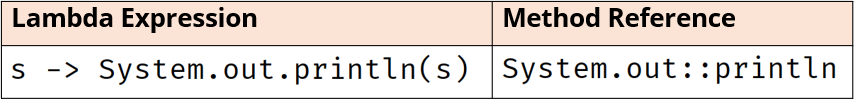 Lambda Expression Method Reference
s -> System.out.println(s) System.out::println